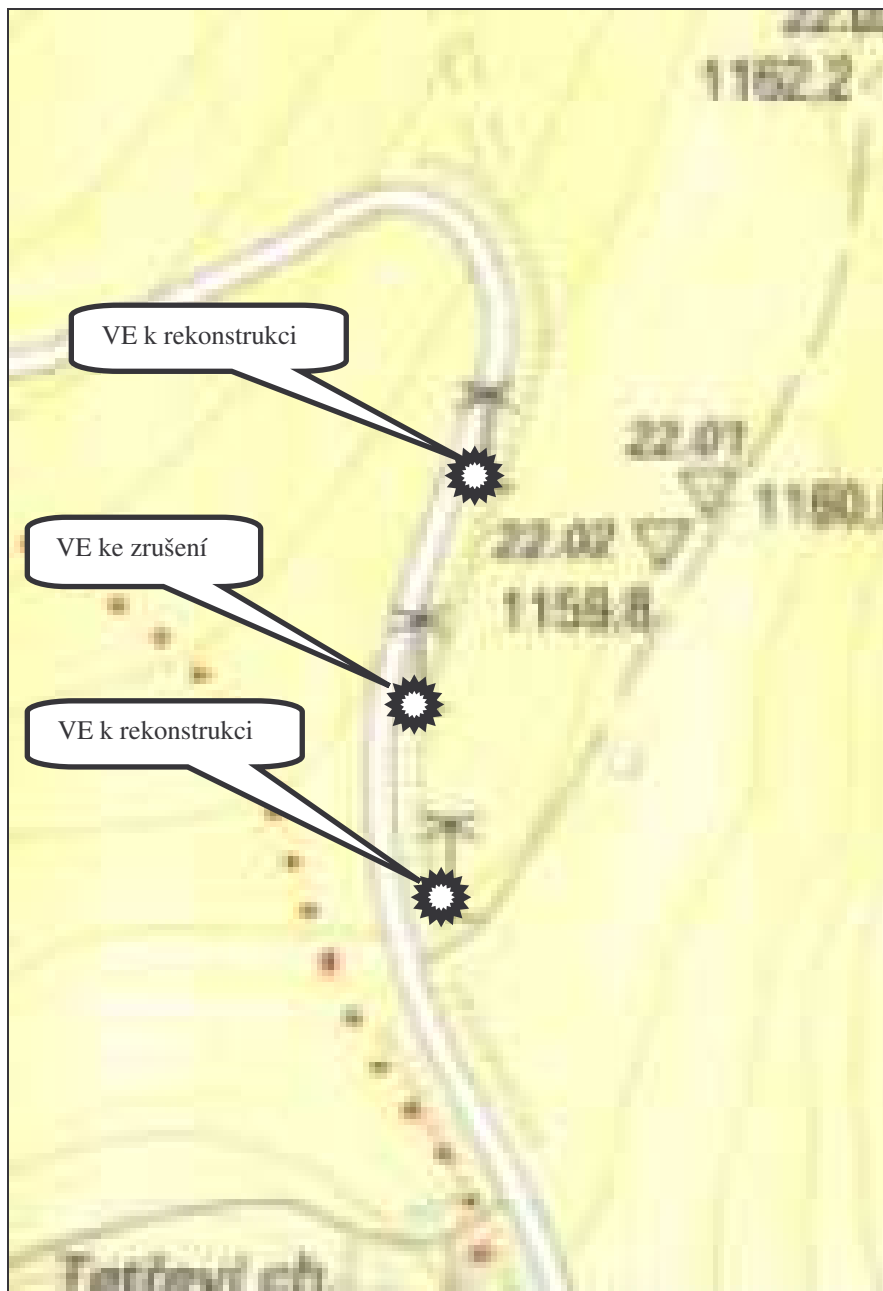 1162.2
VE k rekonstrukci
22.01
1160.
22.02
VE ke zrušení
1159.8
VE k rekonstrukci